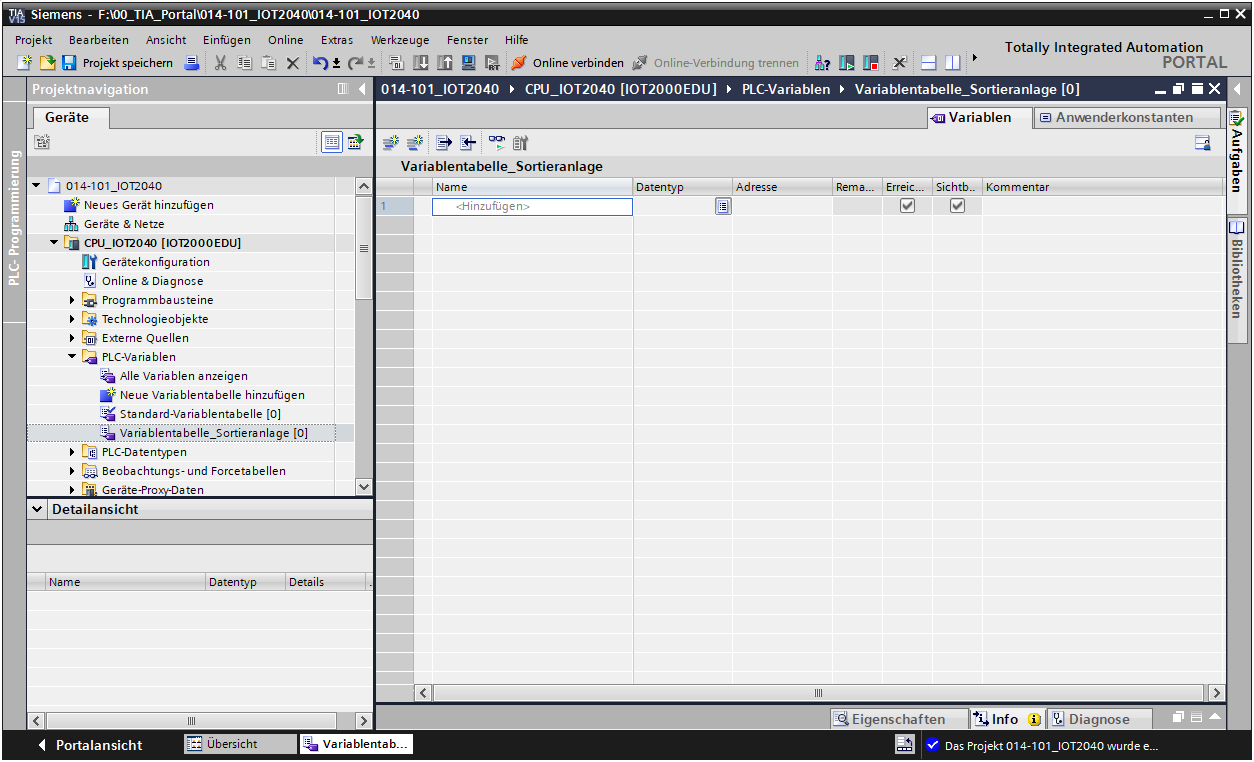 TIA V15 Siemens - F:\00_TIA_Portal\014-101_IOT2040\014-101_IOT2040
Projekt Bearbeiten Ansicht Einfügen Online Extras Werkzeuge Fenster Hilfe
Projekt speichern Online verbinden Online-Verbindung trennen
Totally Integrated Automation
PORTAL
Projektnavigation
014-101_IOT2040 CPU_IOT2040 [IOT2000EDU] PLC-Variablen Variablentabelle_Sortieranlage [0]
Geräte
Variablen Anwenderkonstanten
PLC-Programmierung
014-101_IOT2040
Neues Gerät hinzufügen
Geräte & Netze
CPU_IOT2040 [IOT2000EDU]
Gerätekonfiguration
Online & Diagnose
Programmbausteine
Technologieobjekte
Externe Quellen
PLC-Variablen
Alle Variablen anzeigen
Neue Variablentabelle hinzufügen
Standard-Variablentabelle [0]
Variablentabelle_Sortieranlage [0]
PLC-Datentypen
Beobachtungs- und Forcetabellen
Geräte-Proxy-Daten
Detailansicht
Name Datentyp Details ..
Variablentabelle_Sortieranlage
Name Datentyp Adresse Rema... Erreic... Sichtb.. Kommentar
1 <Hinzufügen>
Aufgaben
Bibliotheken
Eigenschaften Info Diagnose
Portalansicht Übersicht Variablentab... Das Projekt 014-101_IOT2040 wurde e...